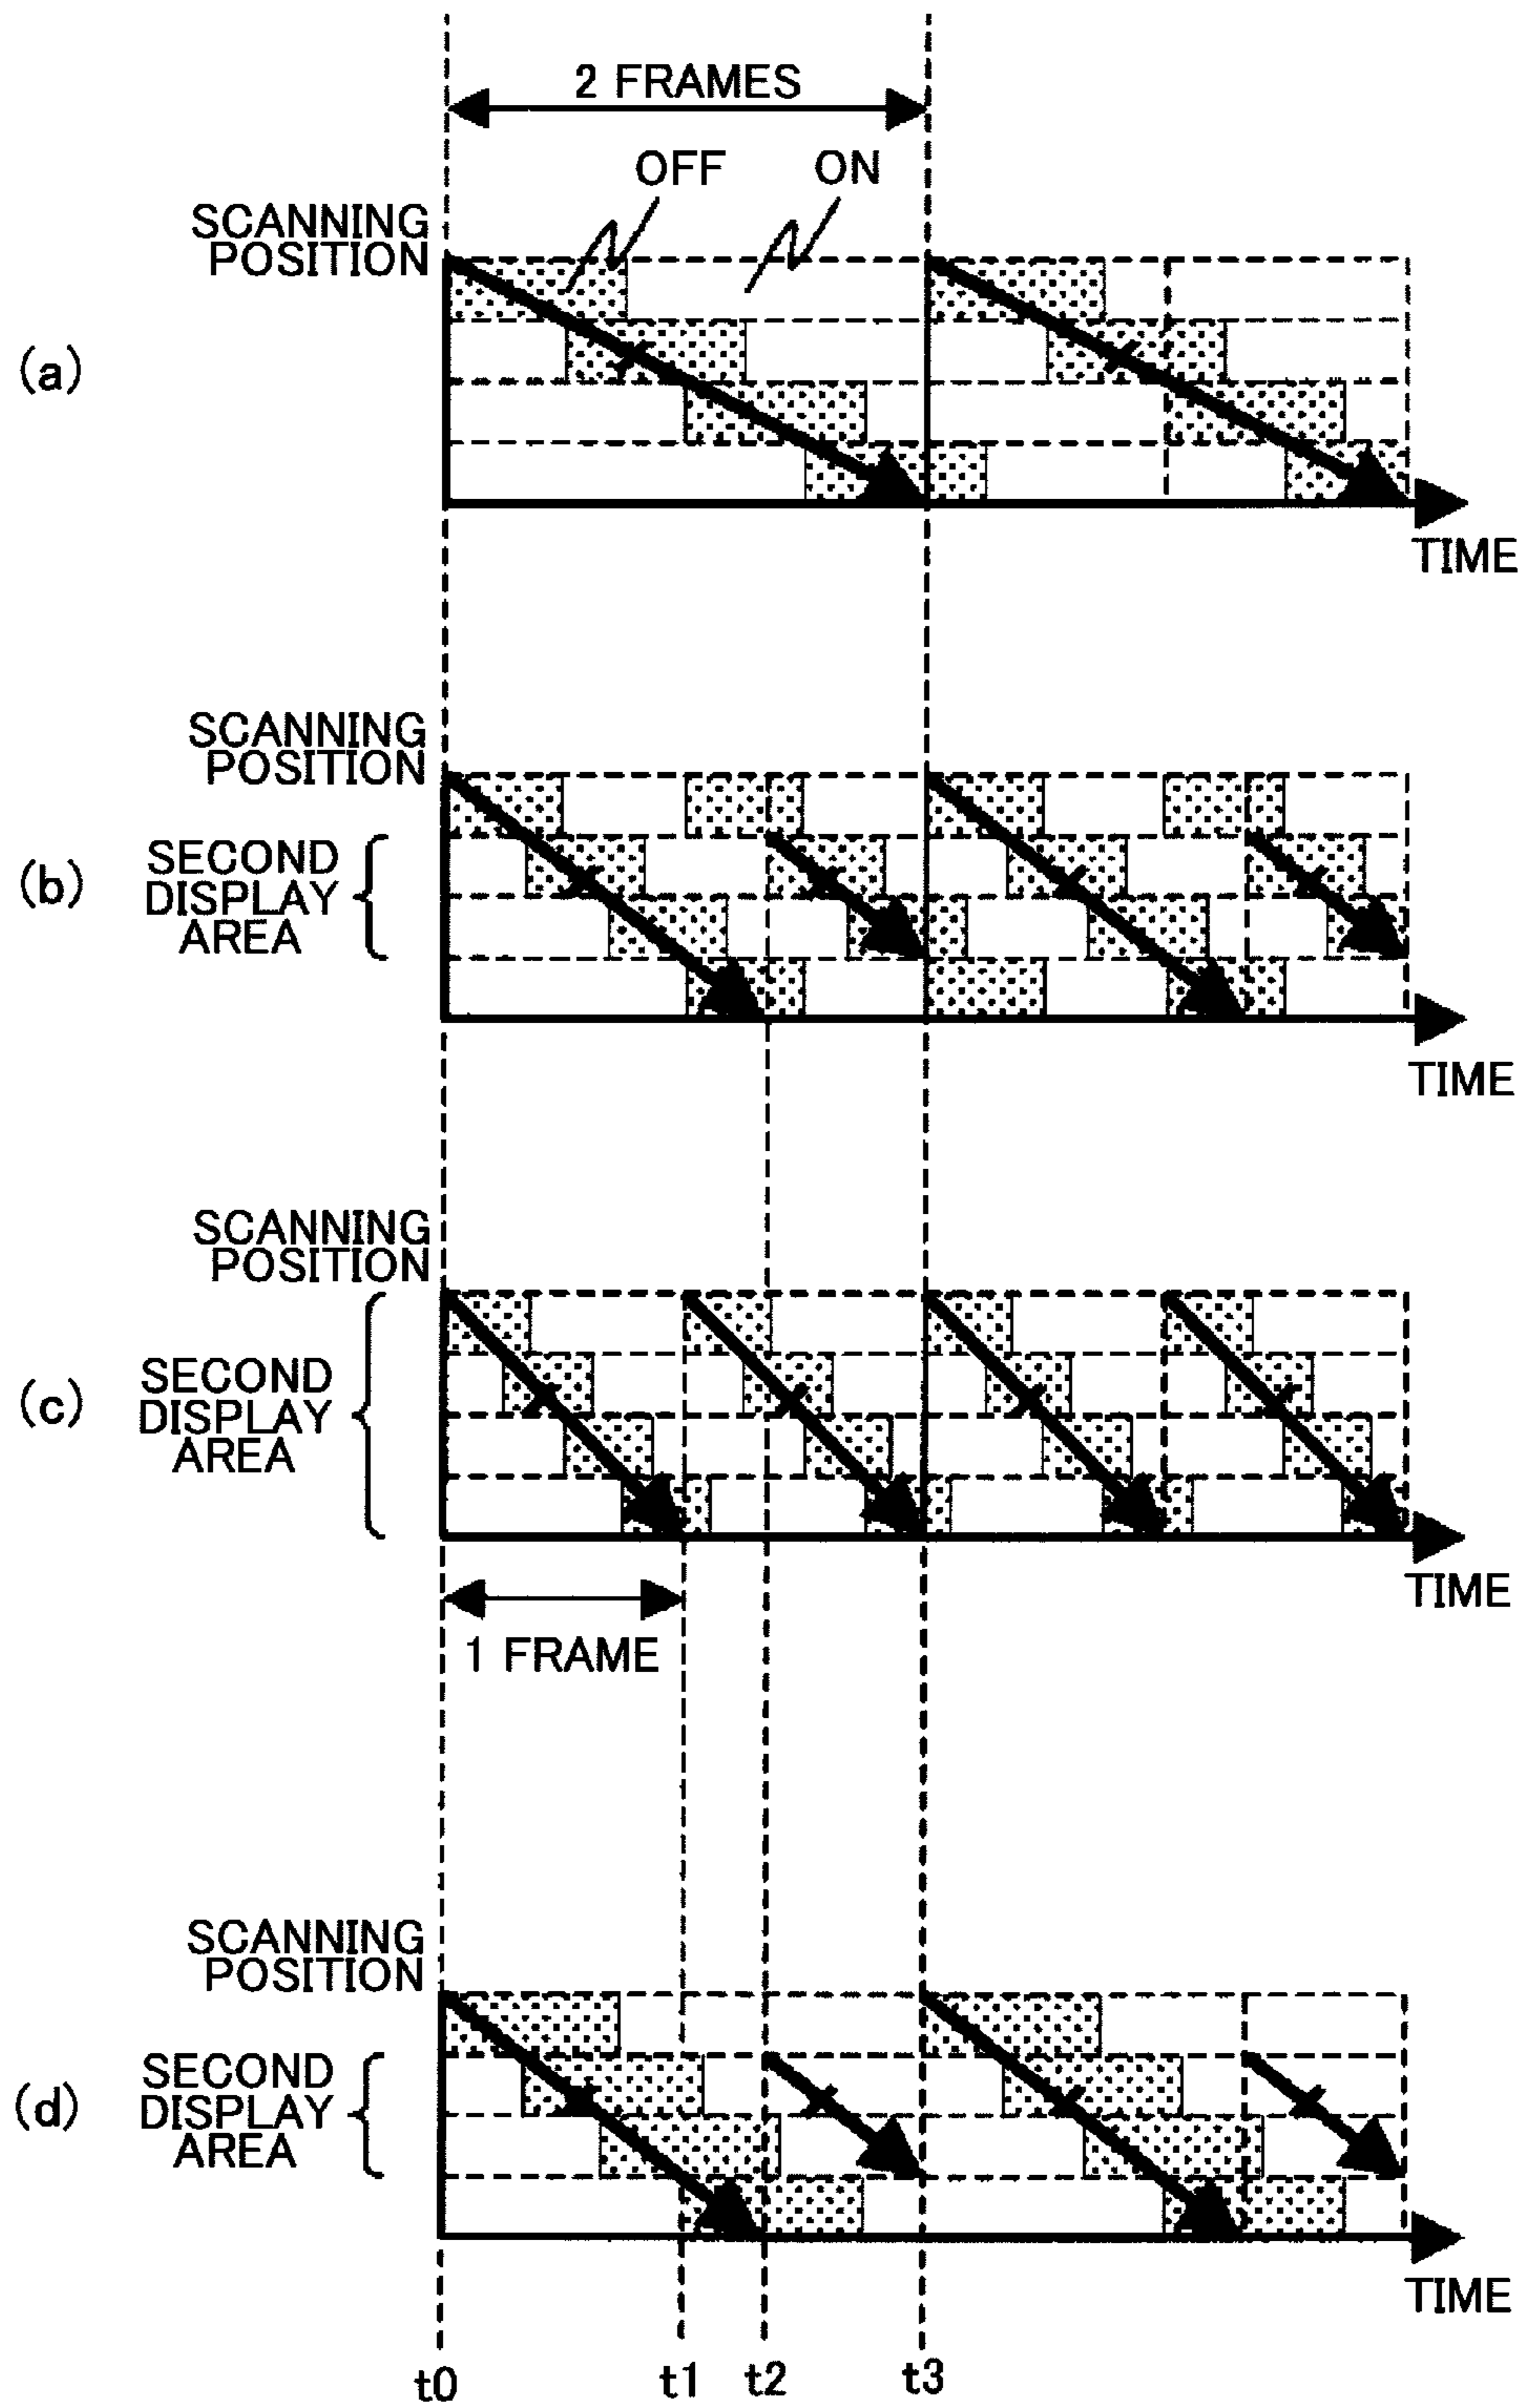 2 FRAMES
OFF ON
SCANNING
POSITION
(a)
TIME
SCANNING
POSITION
(b)
SECOND
DISPLAY
AREA
TIME
SCANNING
POSITION
(c)
SECOND
DISPLAY
AREA
TIME
1 FRAME
SCANNING
POSITION
(d)
SECOND
DISPLAY
AREA
TIME
t0 t1 t2 t3